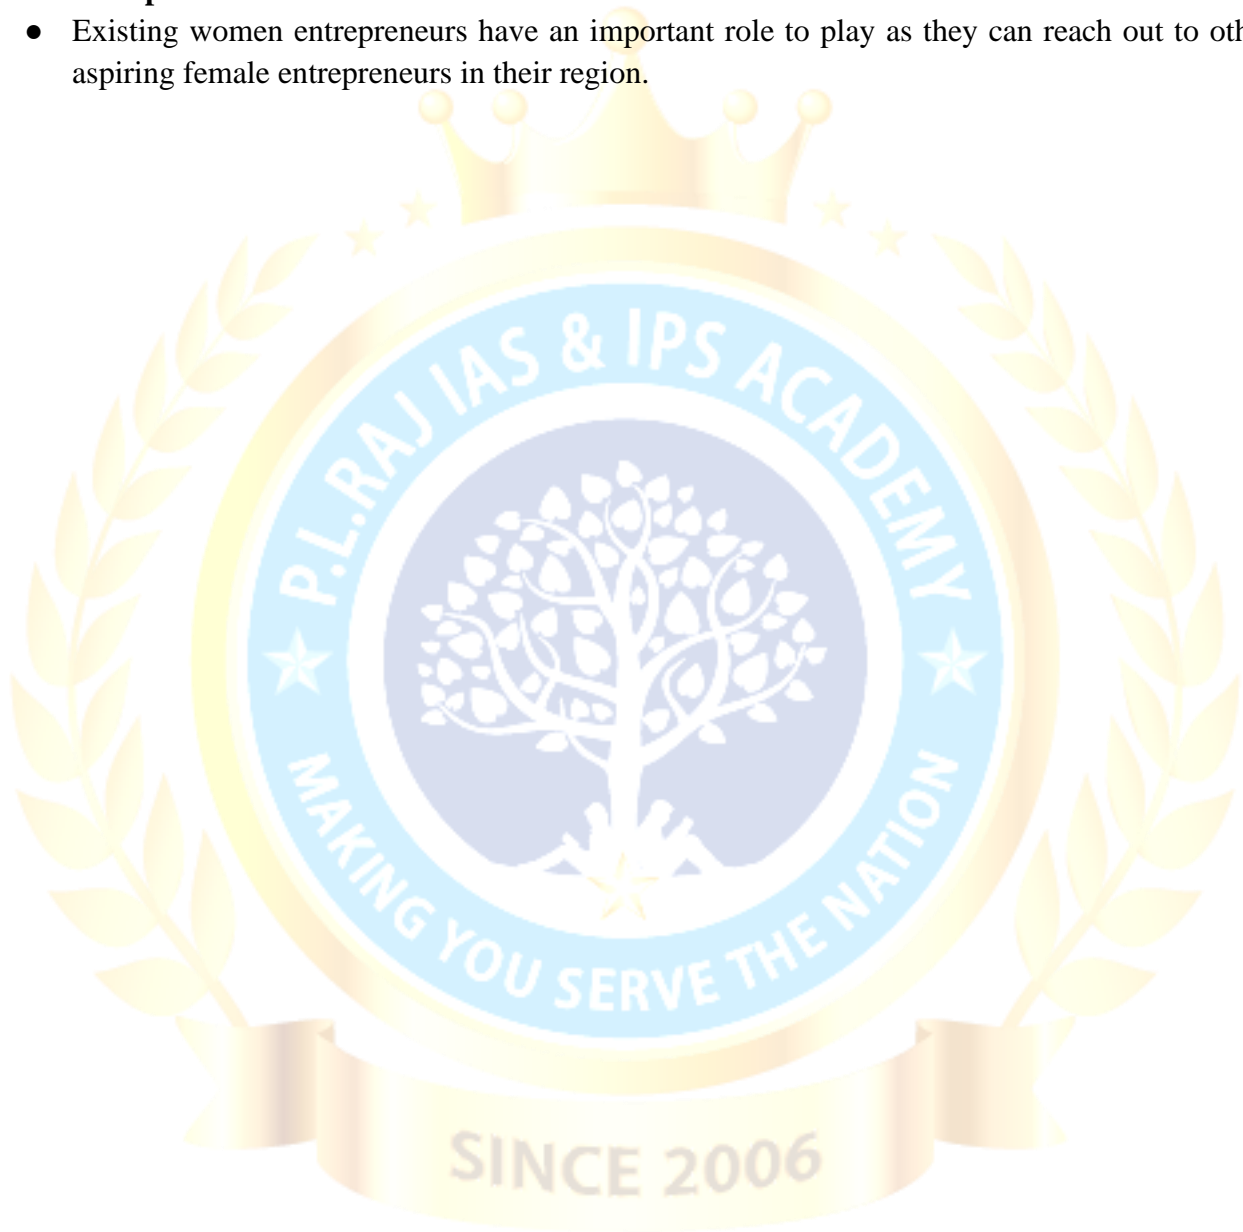 ● Existing women entrepreneurs have an important role to play as they can reach out to oth
aspiring female entrepreneurs in their region.
P.L.RAJ IAS & IPS ACADEMY
MAKING YOU SERVE THE NATION
SINCE 2006